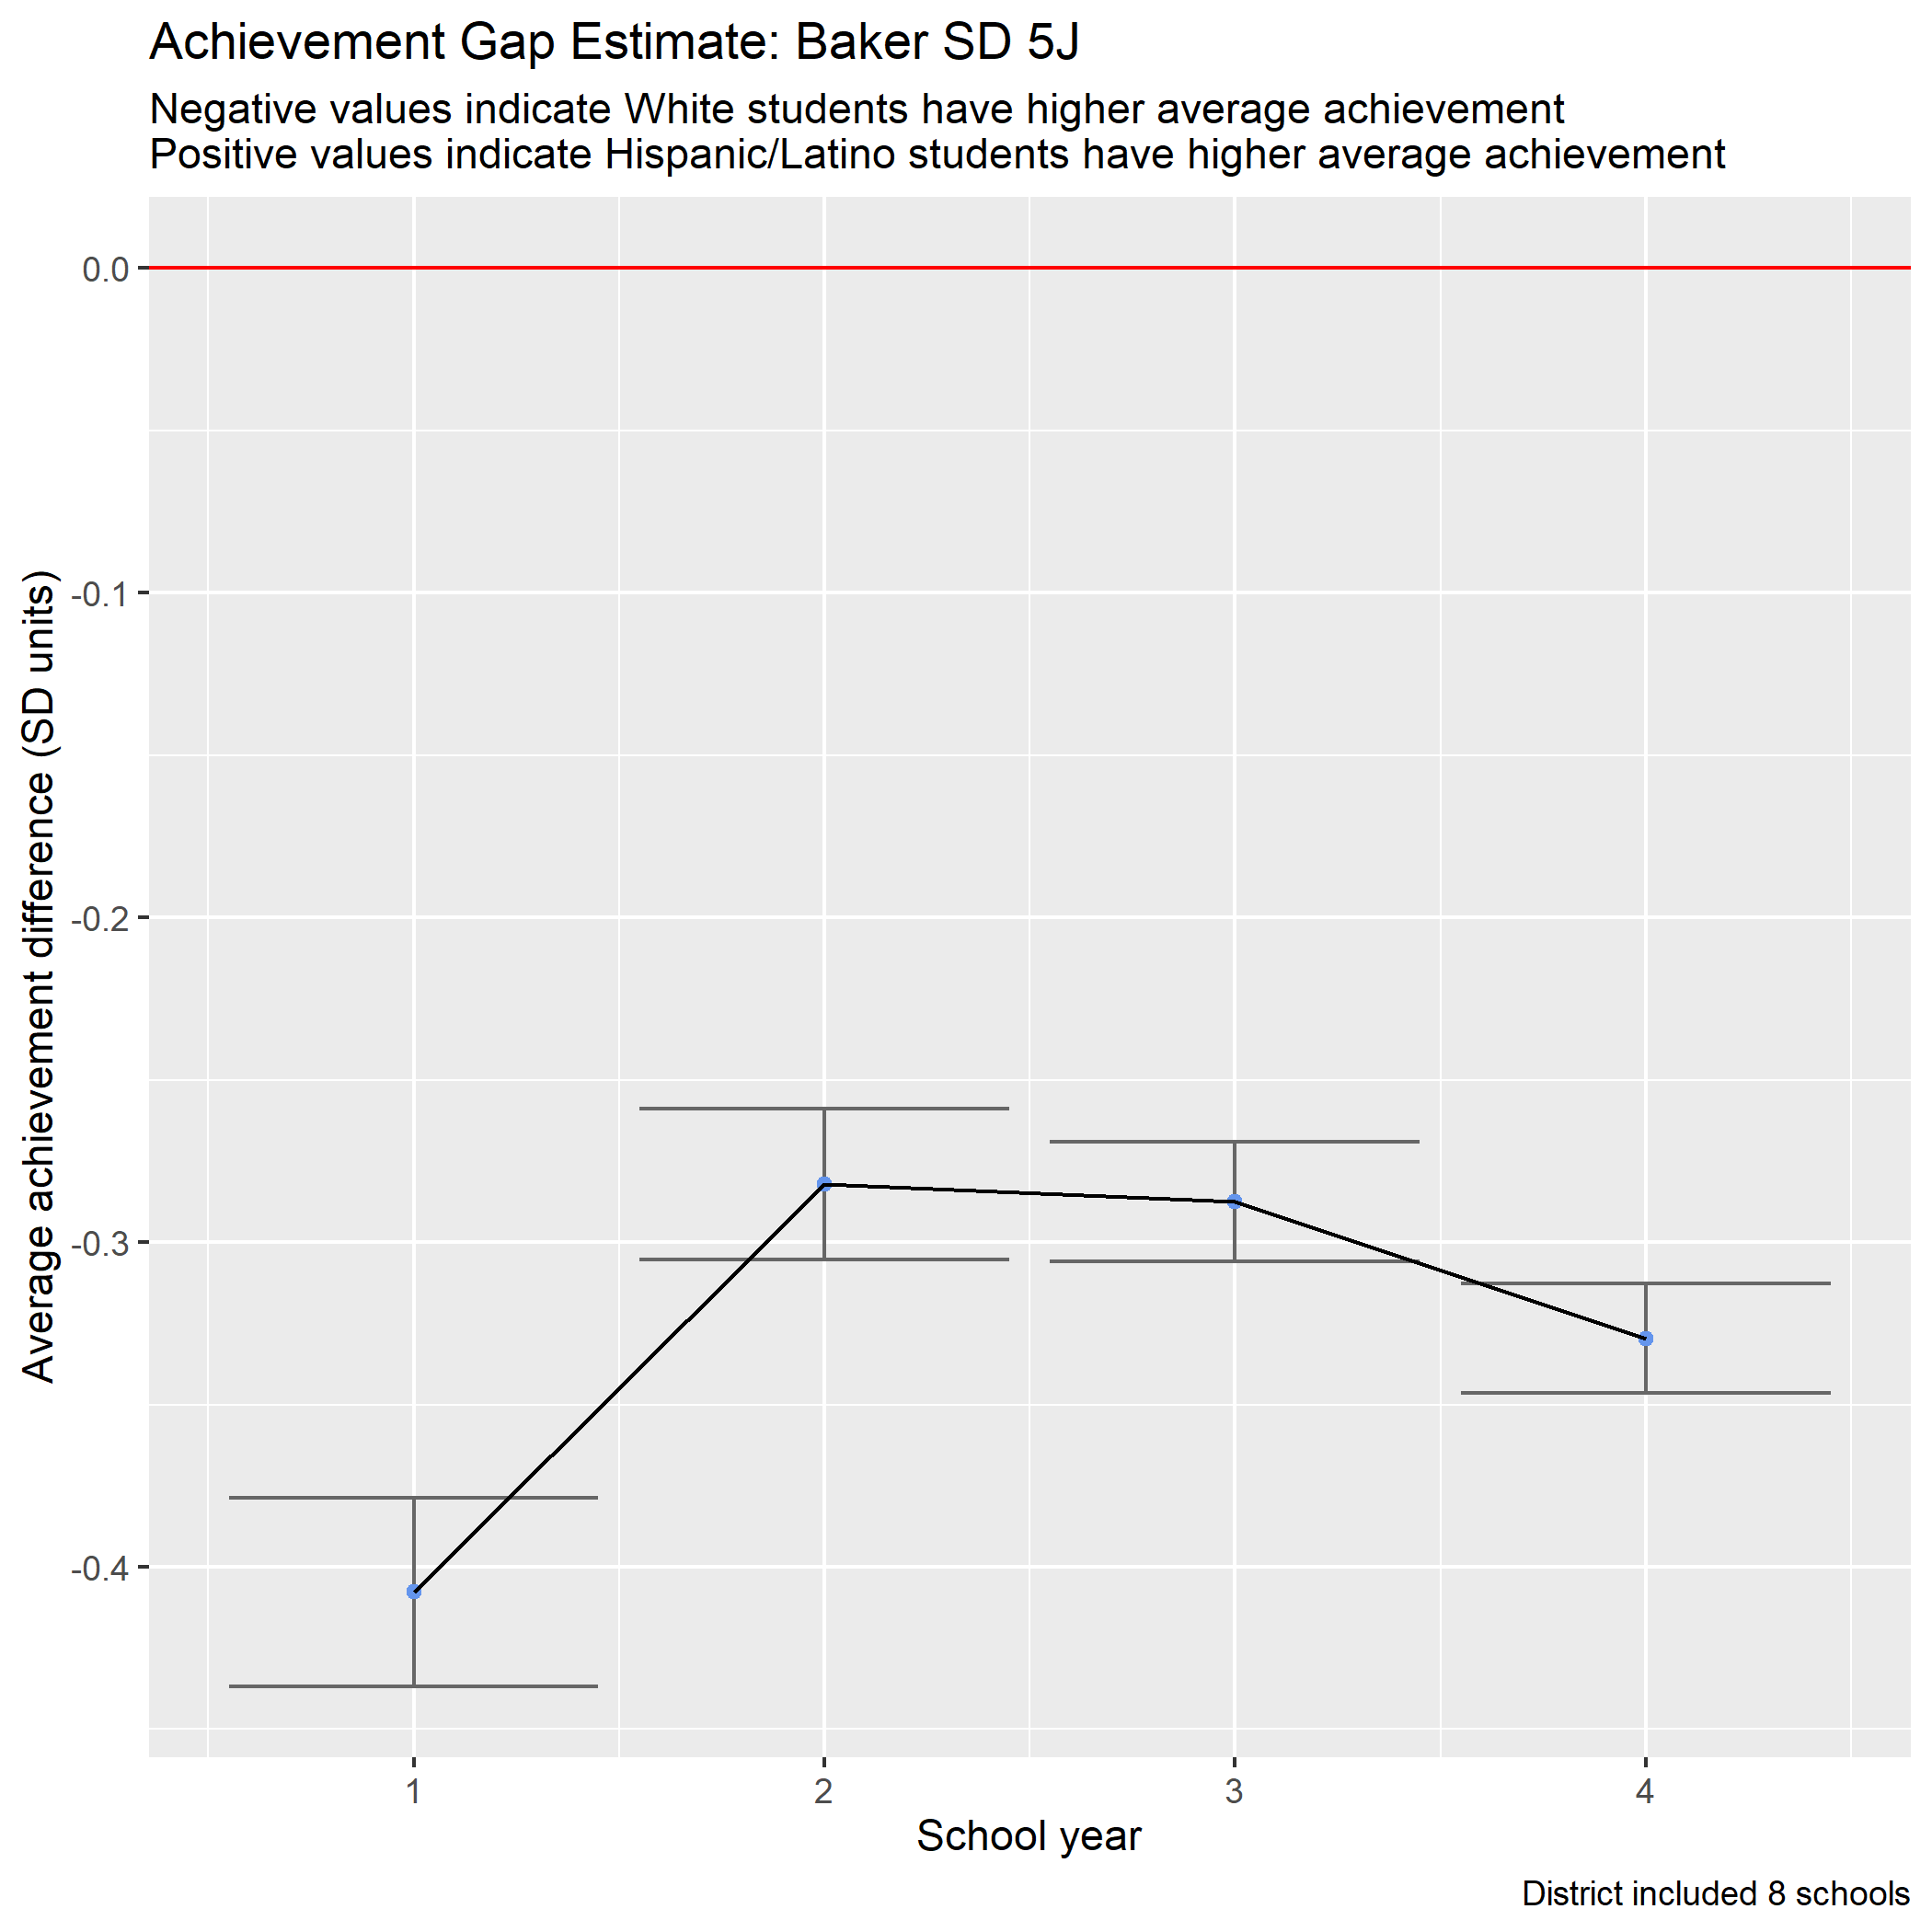 Achievement Gap Estimate: Baker SD 5J
Negative values indicate White students have higher average achievement
Positive values indicate Hispanic/Latino students have higher average achievement
Average achievement difference (SD units)
0.0
-0.1
-0.2
-0.3
-0.4
1 2 3 4
School year
District included 8 schools